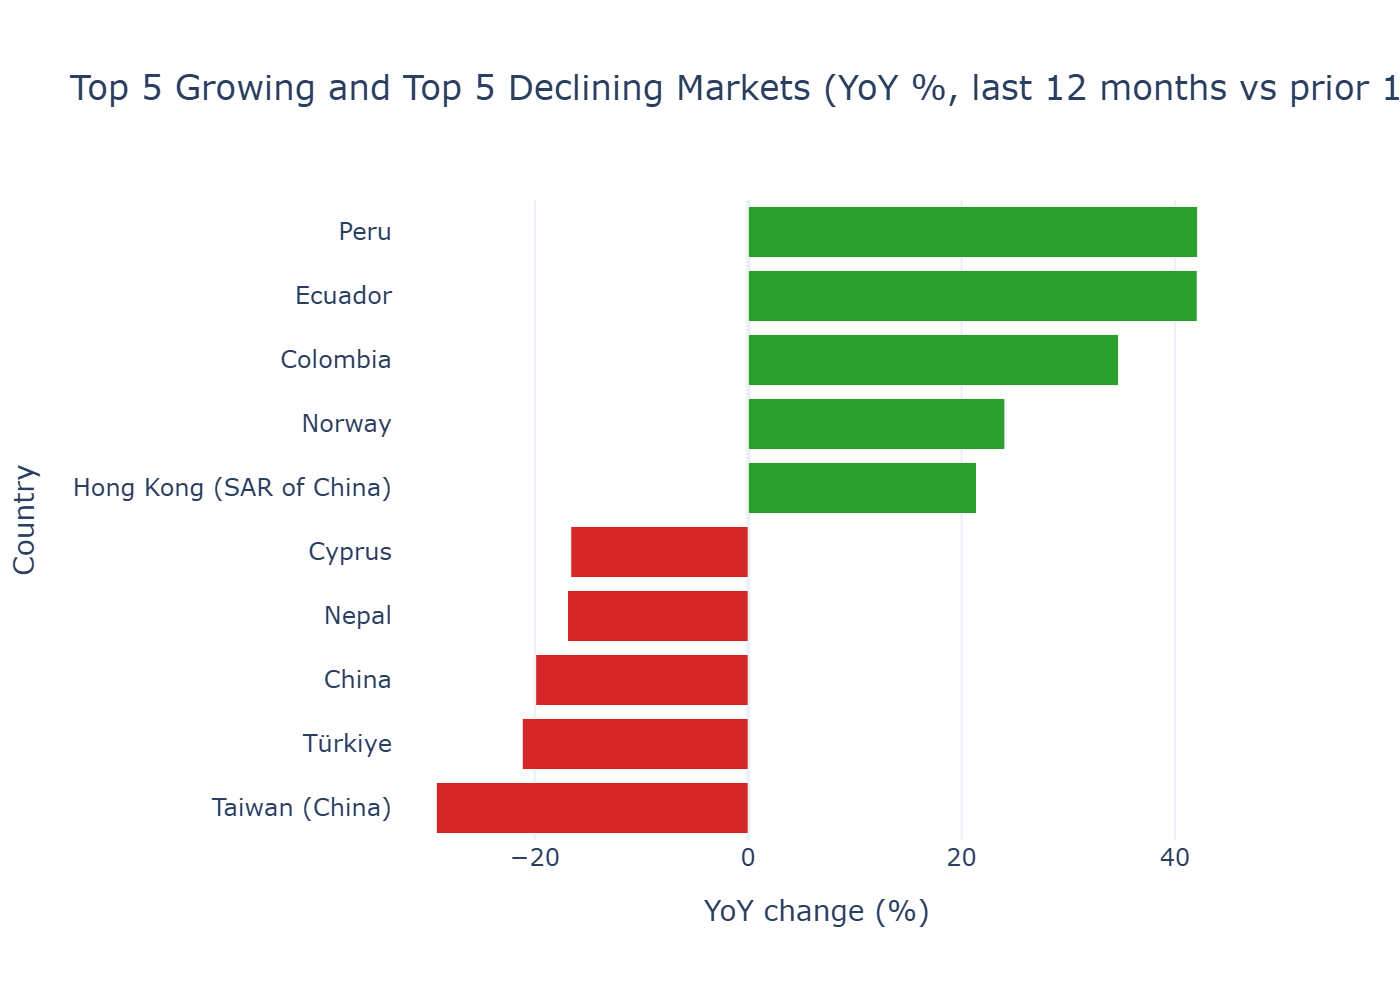 Top 5 Growing and Top 5 Declining Markets (YoY %, last 12 months vs prior 1
Peru
Ecuador
Colombia
Norway
Hong Kong (SAR of China)
Cyprus
Nepal
China
Türkiye
Taiwan (China)
Country
−20 0 20 40
YoY change (%)